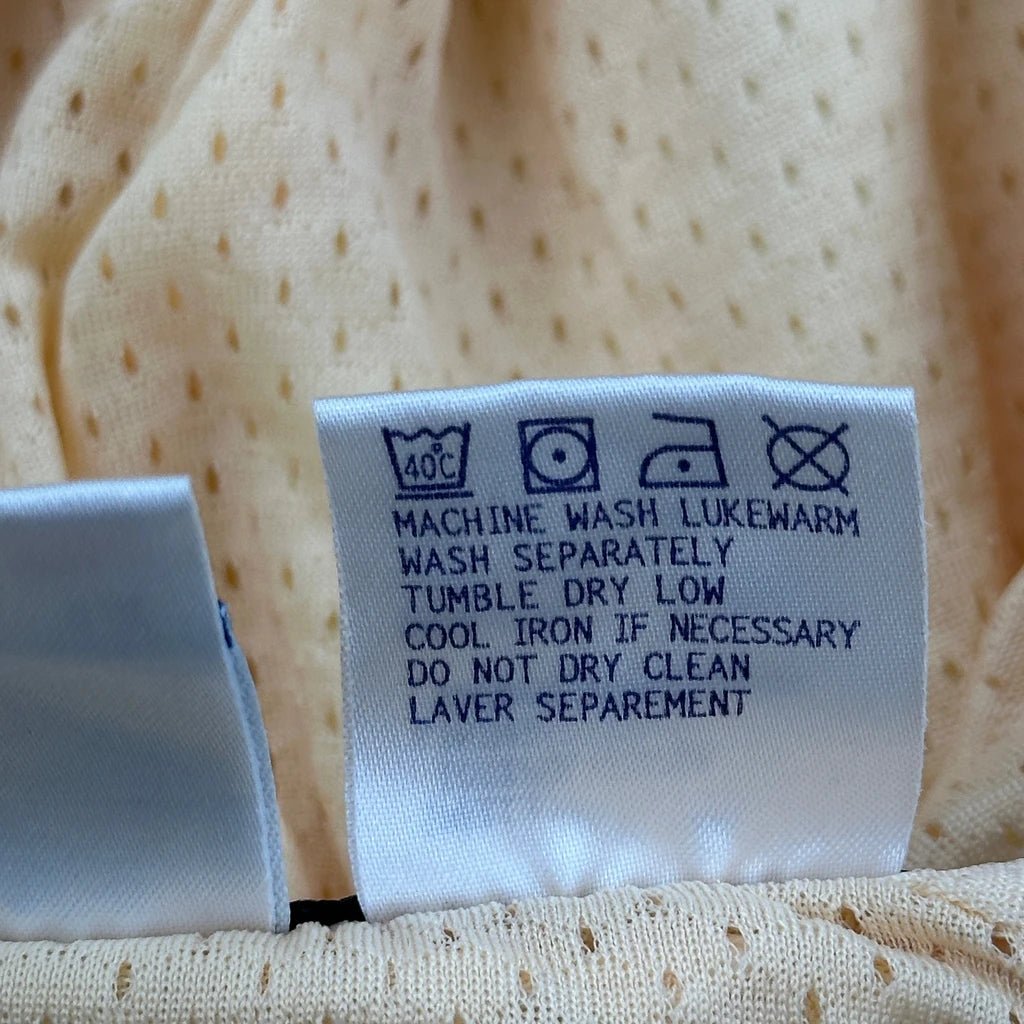 40°C
MACHINE WASH LUKEWARM
WASH SEPARATELY
TUMBLE DRY LOW
COOL IRON IF NECESSARY
DO NOT DRY CLEAN
LAVER SEPAREMENT